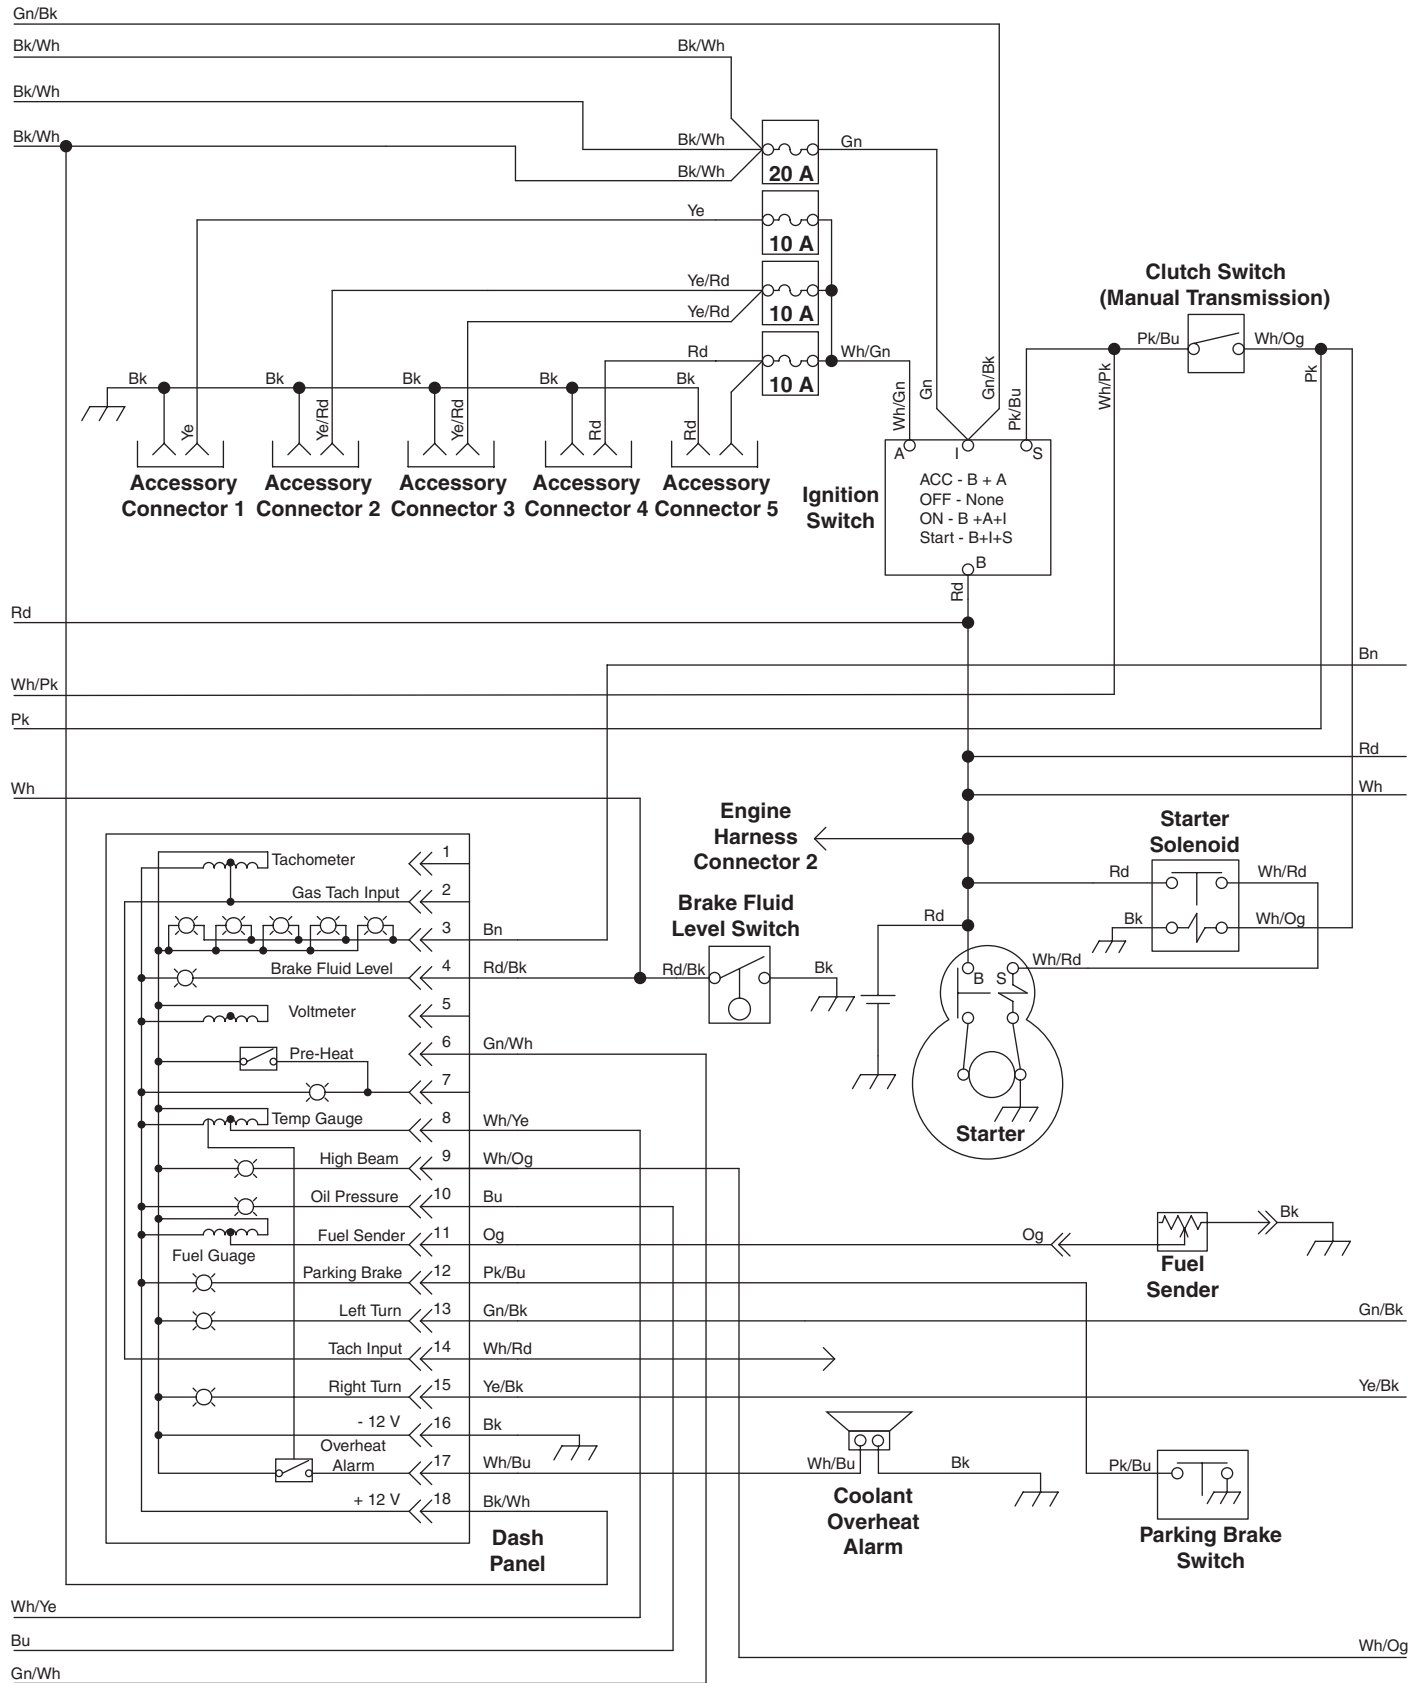 Gn/Bk
Bk/Wh
Bk/Wh
Bk/Wh
Bk/Wh
Bk/Wh
Bk/Wh
20 A
Gn
Ye
10 A
Ye/Rd
Ye/Rd
10 A
Rd
10 A
Wh/Gn
Clutch Switch
(Manual Transmission)
Pk/Bu
Wh/Og
Bk
Bk
Bk
Bk
Bk
Ye
Ye/Rd
Ye/Rd
Rd
Rd
Wh/Gn
Gn
Gn/Bk
Pk/Bu
Wh/Pk
Pk
Accessory
Connector 1
Accessory
Connector 2
Accessory
Connector 3
Accessory
Connector 4
Accessory
Connector 5
Ignition
Switch
A
I
S
ACC - B + A
OFF - None
ON - B +A+I
Start - B+I+S
B
Rd
Rd
Bn
Wh/Pk
Pk
Rd
Wh
Wh
Engine
Harness
Connector 2
Starter
Solenoid
Rd
Wh/Rd
Bk
Wh/Og
Brake Fluid
Level Switch
Rd
Rd/Bk
Bk
Wh/Rd
B
S
Starter
Tachometer
1
Gas Tach Input
2
3
Bn
Brake Fluid Level
4
Rd/Bk
Voltmeter
5
Pre-Heat
6
Gn/Wh
7
Temp Gauge
8
Wh/Ye
High Beam
9
Wh/Og
Oil Pressure
10
Bu
Fuel Guage
Fuel Sender
11
Og
Og
Bk
Fuel
Sender
Parking Brake
12
Pk/Bu
Left Turn
13
Gn/Bk
Gn/Bk
Tach Input
14
Wh/Rd
Right Turn
15
Ye/Bk
Ye/Bk
- 12 V
16
Bk
Overheat
Alarm
17
Wh/Bu
Wh/Bu
Bk
Coolant
Overheat
Alarm
Pk/Bu
Parking Brake
Switch
+ 12 V
18
Bk/Wh
Dash
Panel
Wh/Ye
Bu
Wh/Og
Gn/Wh